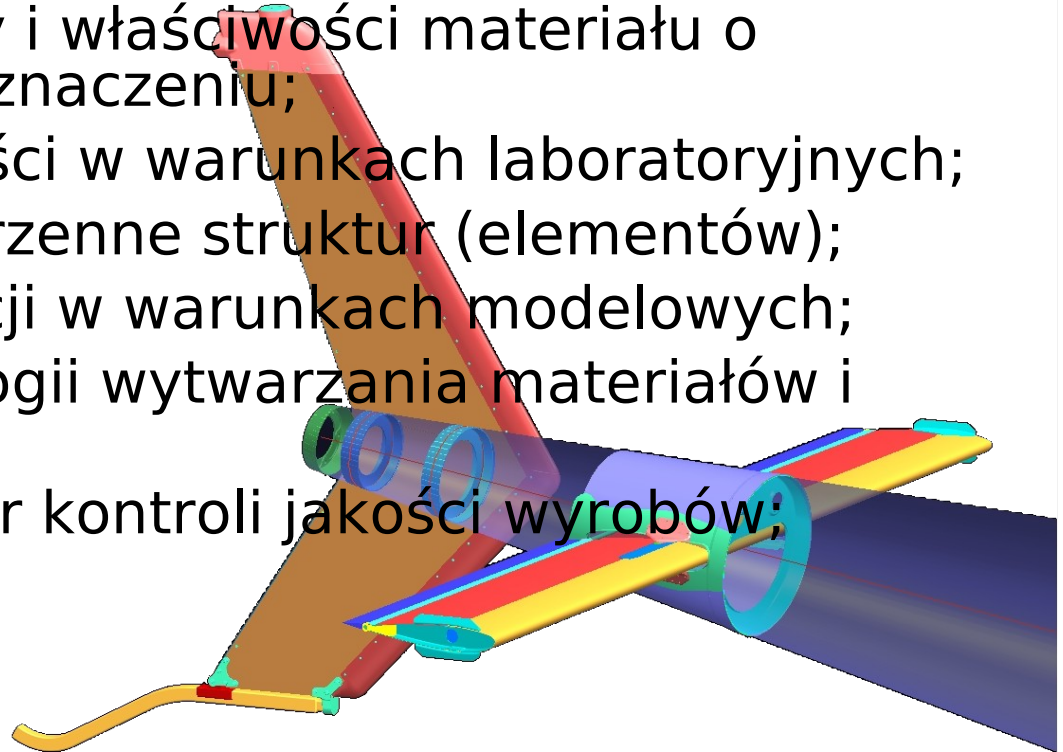 i właściwości materiału o
znaczeniu;
ści w warunkach laboratoryjnych;
rzenne struktur (elementów);
cji w warunkach modelowych;
ogii wytwarzania materiałów i
r kontroli jakości wyrobów;